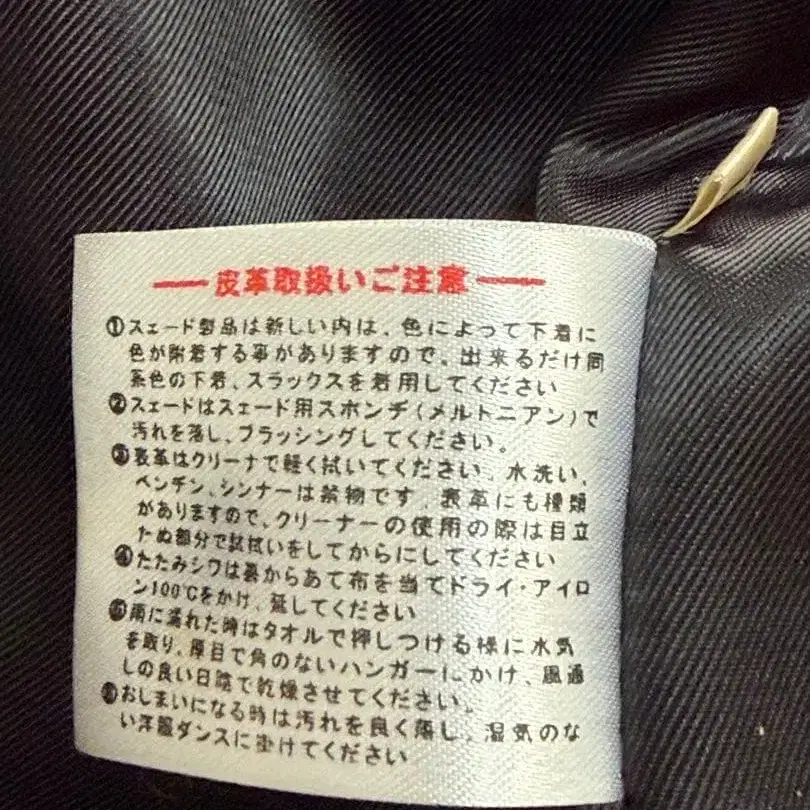 皮革取扱いご注意
①スエード製品は新しい内は、色によって下着に
色が附着する事がありますので、出来るだけ同
系色の下着、スラックスを着用してください
②スエードはスエード用スポンヂ(メルトニアン)で
汚れを落し、ブラッシングしてください。
③表革はクリーナで軽く拭いてください。水洗い、
ベンヂン、シンナーは禁物です。表革にも種類
がありますので、クリーナーの使用の際は目立
たぬ部分で試拭いをしてからにしてください
④たたみシワは裏からあて布を当てドライ・アイロ
ン100℃をかけ、延してください
⑤雨に濡れた時はタオルで押しつける様に水気
を取り、厚目で角のないハンガーにかけ、風通
しの良い日陰で乾燥させてください。
⑥おしまいになる時は汚れを良く落し、湿気のな
い洋服ダンスに掛けてください